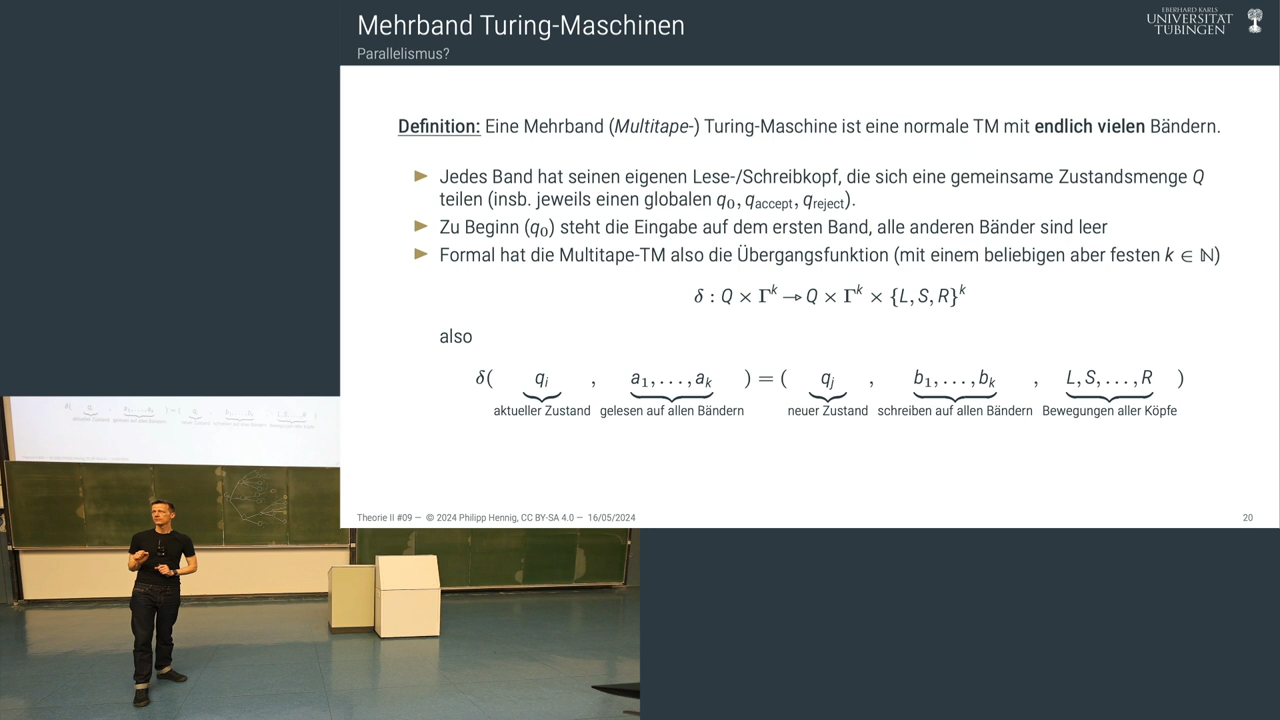 Mehrband Turing-Maschinen
Parallelismus?
EBERHARD KARLS
UNIVERSITÄT
TÜBINGEN
Definition: Eine Mehrband (Multitape-) Turing-Maschine ist eine normale TM mit endlich vielen Bändern.
► Jedes Band hat seinen eigenen Lese-/Schreibkopf, die sich eine gemeinsame Zustandsmenge Q
teilen (insb. jeweils einen globalen q₀, q_accept, q_reject).
► Zu Beginn (q₀) steht die Eingabe auf dem ersten Band, alle anderen Bänder sind leer
► Formal hat die Multitape-TM also die Übergangsfunktion (mit einem beliebigen aber festen k ∈ ℕ)
δ : Q × Γᵏ ⇾ Q × Γᵏ × {L, S, R}ᵏ
also
δ( qᵢ , a₁, . . . , aₖ ) = ( qⱼ , b₁, . . . , bₖ , L, S, . . . , R )
aktueller Zustand gelesen auf allen Bändern neuer Zustand schreiben auf allen Bändern Bewegungen aller Köpfe
Theorie II #09 — © 2024 Philipp Hennig, CC BY-SA 4.0 — 16/05/2024
20